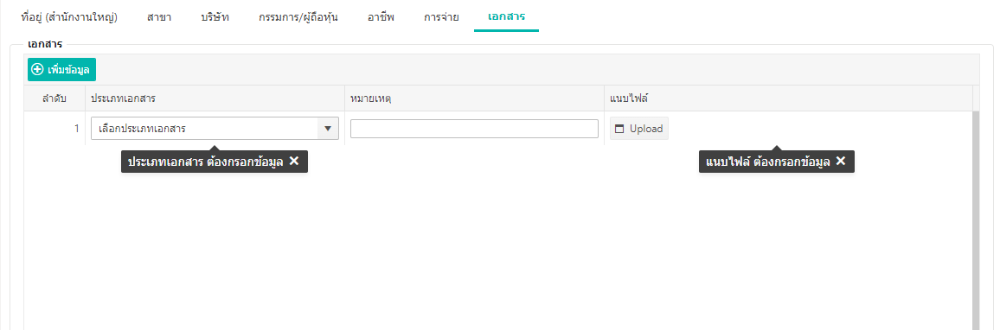 ที่อยู่ (สำนักงานใหญ่) สาขา บริษัท กรรมการ/ผู้ถือหุ้น อาชีพ การจ่าย เอกสาร
เอกสาร
เพิ่มข้อมูล
ลำดับ ประเภทเอกสาร หมายเหตุ แนบไฟล์
1 เลือกประเภทเอกสาร Upload
ประเภทเอกสาร ต้องกรอกข้อมูล แนบไฟล์ ต้องกรอกข้อมูล